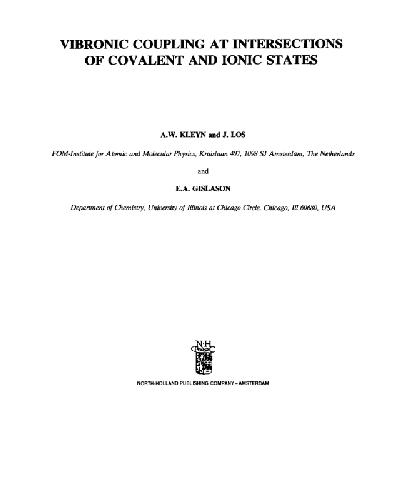 VIBRONIC COUPLING AT INTERSECTIONS
OF COVALENT AND IONIC STATES
A.W. KLEYN and J. LOS
FOM-Institute for Atomic and Molecular Physics, Kruislaan 407, 1098 SJ Amsterdam, The Netherlands
and
E.A. GISLASON
Department of Chemistry, University of Illinois at Chicago Circle, Chicago, Ill 60680, USA
N·H
NORTH-HOLLAND PUBLISHING COMPANY – AMSTERDAM